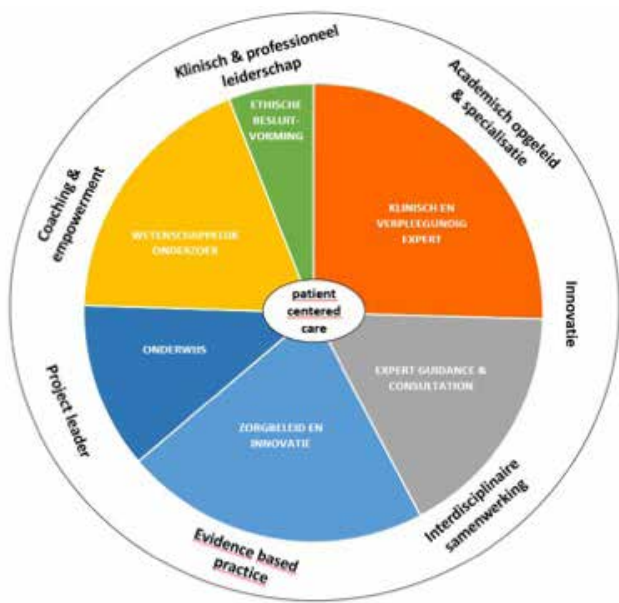 Klinisch & professioneel
leiderschap
Academisch opgeleid
& specialisatie
ETHISCHE
BESLUIT-
VORMING
KLINISCH EN
VERPLEEGUNDIG
EXPERT
Coaching &
empowerment
WETENSCHAPPELIJK
ONDERZOEK
Innovatie
patient
centered
care
ONDERWIJS
EXPERT GUIDANCE &
CONSULTATION
Project leader
ZORGBELEID EN
INNOVATIE
Interdisciplinaire
samenwerking
Evidence based
practice